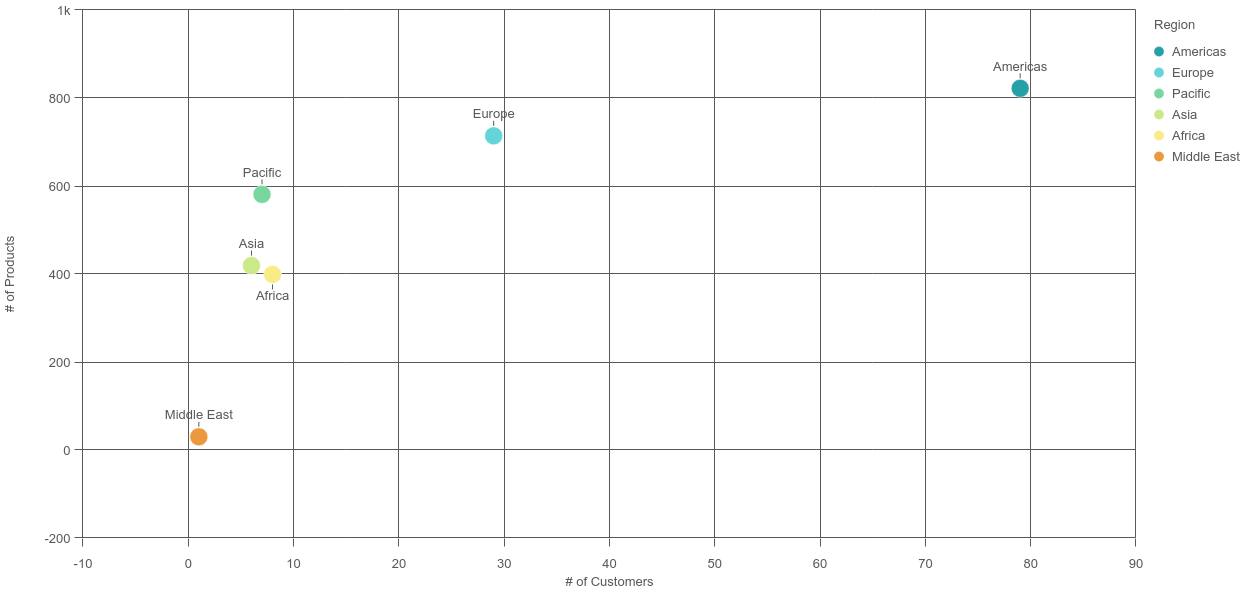 1k
800
600
400
200
0
-200
# of Products
-10 0 10 20 30 40 50 60 70 80 90
# of Customers
Americas
Europe
Pacific
Asia
Africa
Middle East
Region
Americas
Europe
Pacific
Asia
Africa
Middle East